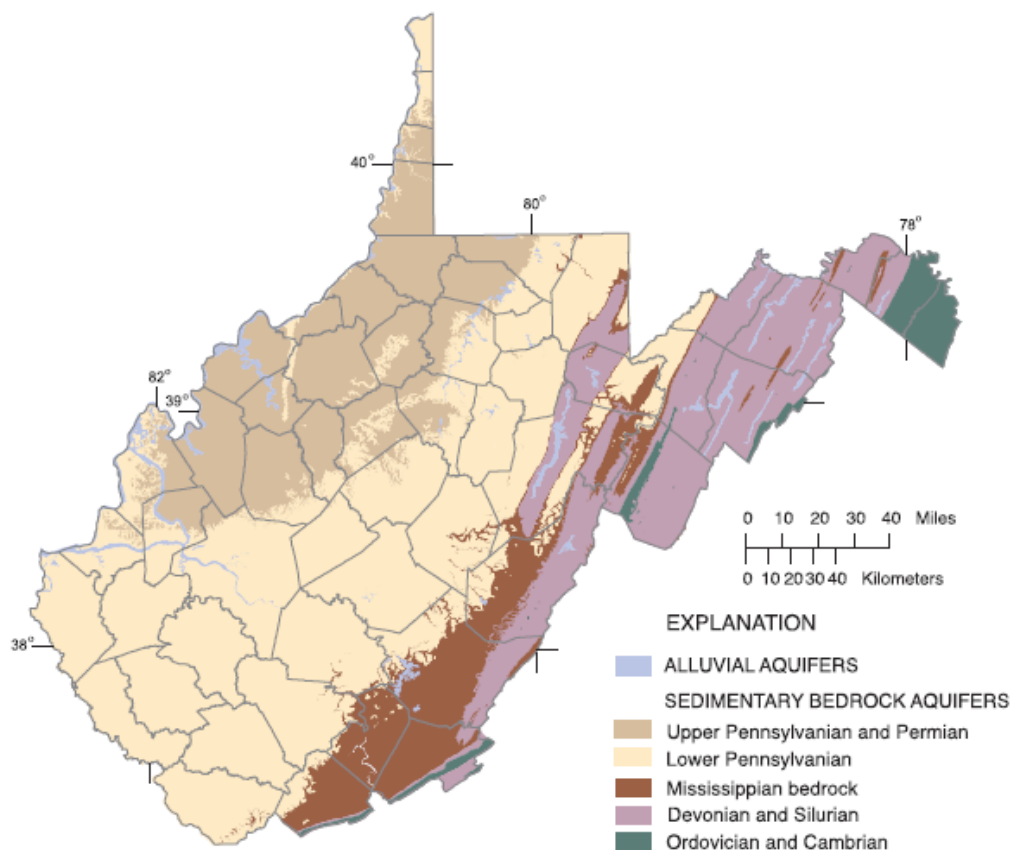 40°
80°
78°
82°
39°
0 10 20 30 40 Miles
0 10 20 30 40 Kilometers
38°
EXPLANATION
ALLUVIAL AQUIFERS
SEDIMENTARY BEDROCK AQUIFERS
Upper Pennsylvanian and Permian
Lower Pennsylvanian
Mississippian bedrock
Devonian and Silurian
Ordovician and Cambrian